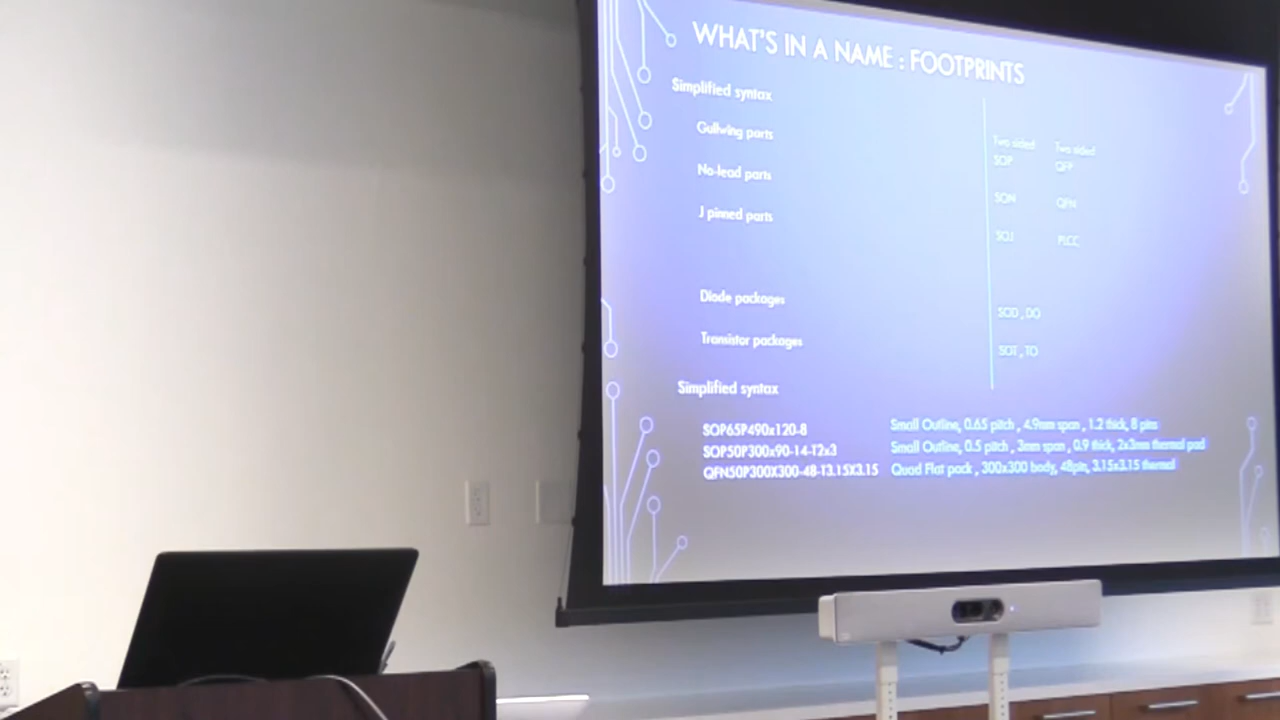 WHAT'S IN A NAME : FOOTPRINTS
Simplified syntax
Two sided Two sided
Gullwing parts SOP QFP
No-lead parts SON QFN
J pinned parts SOJ PLCC
Diode packages SOD , DO
Transistor packages SOT , TO
Simplified syntax
SOP65P490x120-8 Small Outline, 0.65 pitch , 4.9mm span , 1.2 thick, 8 pins
SOP50P300x90-14-T2x3 Small Outline, 0.5 pitch , 3mm span , 0.9 thick, 2x3mm thermal pad
QFN50P300X300-48-T3.15X3.15 Quad Flat pack , 300x300 body, 48pin, 3.15x3.15 thermal